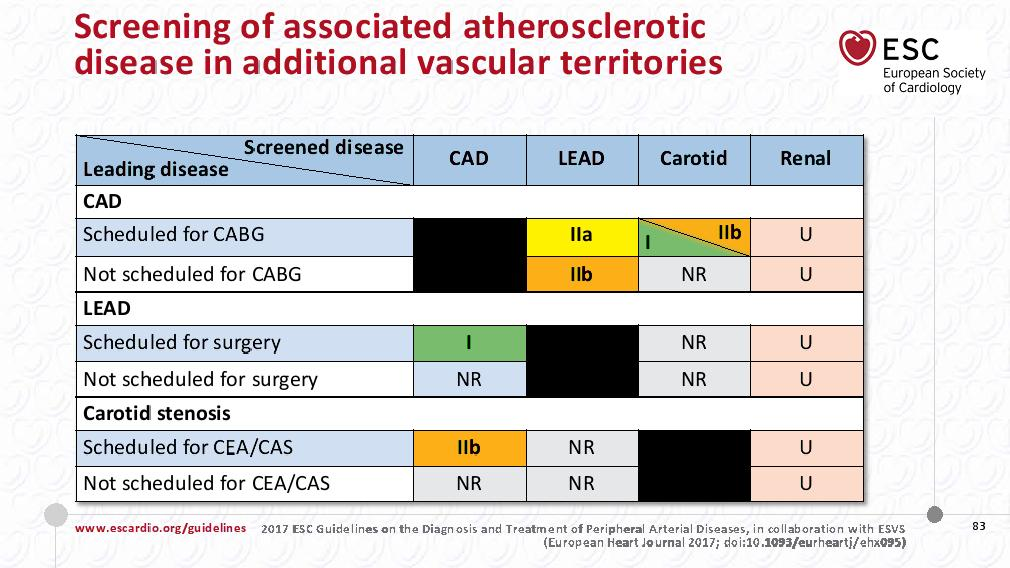 Screening of associated atherosclerotic
disease in additional vascular territories
ESC
European Society
of Cardiology
Screened disease
Leading disease
CAD
LEAD
Carotid
Renal
CAD
Scheduled for CABG
IIa
I
IIb
U
Not scheduled for CABG
IIb
NR
U
LEAD
Scheduled for surgery
I
NR
U
Not scheduled for surgery
NR
NR
U
Carotid stenosis
Scheduled for CEA/CAS
IIb
NR
U
Not scheduled for CEA/CAS
NR
NR
U
www.escardio.org/guidelines
2017 ESC Guidelines on the Diagnosis and Treatment of Peripheral Arterial Diseases, in collaboration with ESVS
(European Heart Journal 2017; doi:10.1093/eurheartj/ehx095)
83